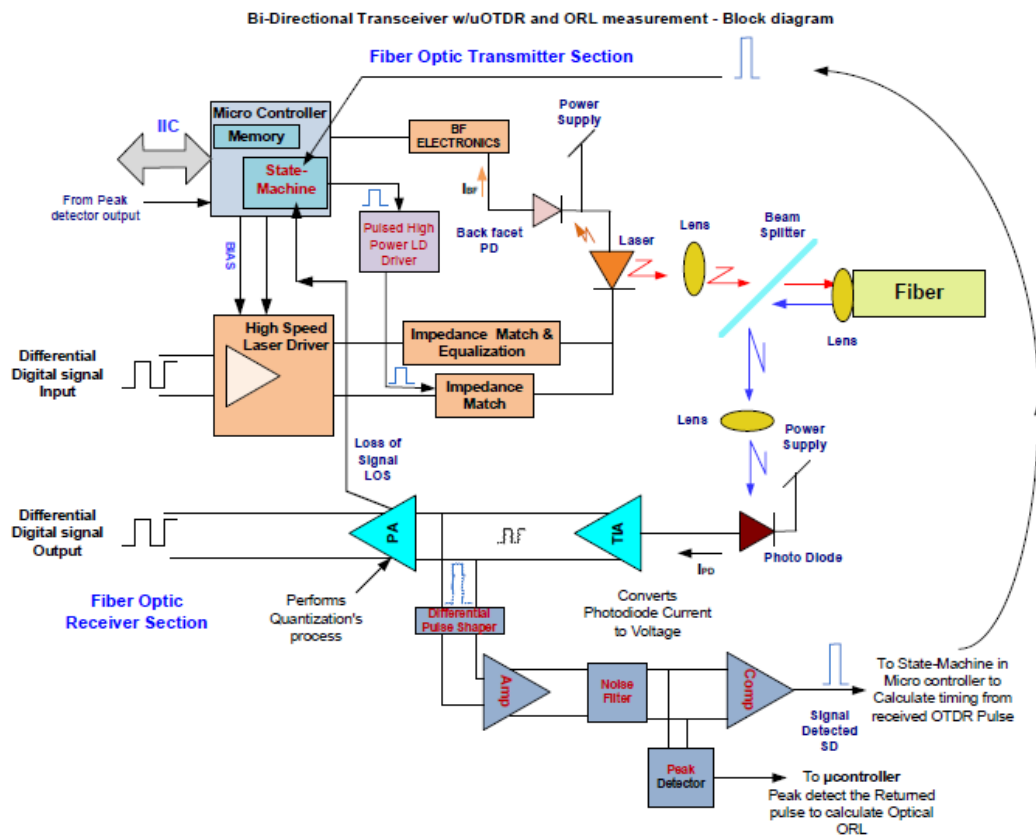 Bi-Directional Transceiver w/uOTDR and ORL measurement - Block diagram
Fiber Optic Transmitter Section
Micro Controller
Memory
State-
Machine
IIC
From Peak
detector output
BIAS
BF
ELECTRONICS
Power
Supply
IBF
Back facet
PD
Pulsed High
Power LD
Driver
Laser
Lens
Beam
Splitter
Fiber
Lens
High Speed
Laser Driver
Impedance Match &
Equalization
Impedance
Match
Differential
Digital signal
Input
Lens
Power
Supply
Loss of
Signal
LOS
Differential
Digital signal
Output
PA
TIA
IPD
Photo Diode
Fiber Optic
Receiver Section
Performs
Quantization's
process
Differential
Pulse Shaper
Converts
Photodiode Current
to Voltage
Amp
Noise
Filter
Comp
Signal
Detected
SD
To State-Machine in
Micro controller to
Calculate timing from
received OTDR Pulse
Peak
Detector
To µcontroller
Peak detect the Returned
pulse to calculate Optical
ORL